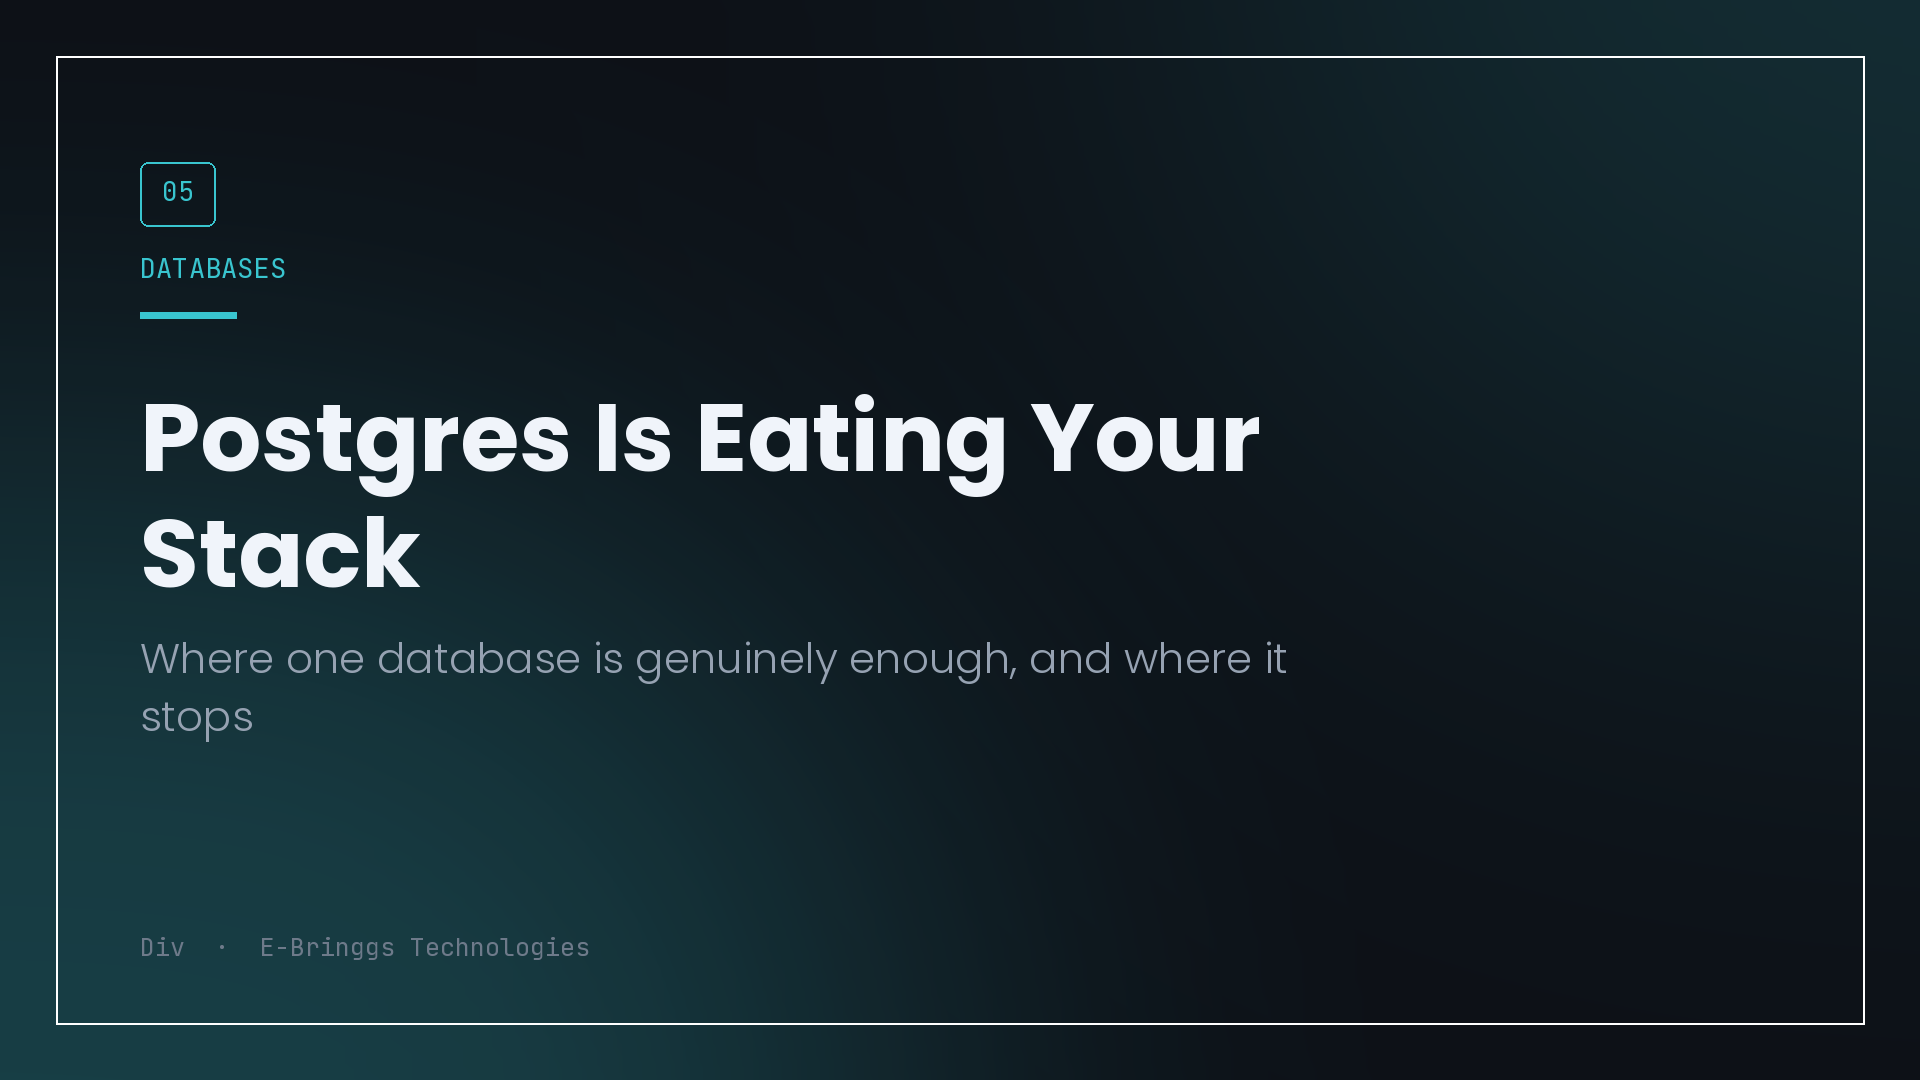 05
DATABASES
Postgres Is Eating Your
Stack
Where one database is genuinely enough, and where it
stops
Div · E-Bringgs Technologies